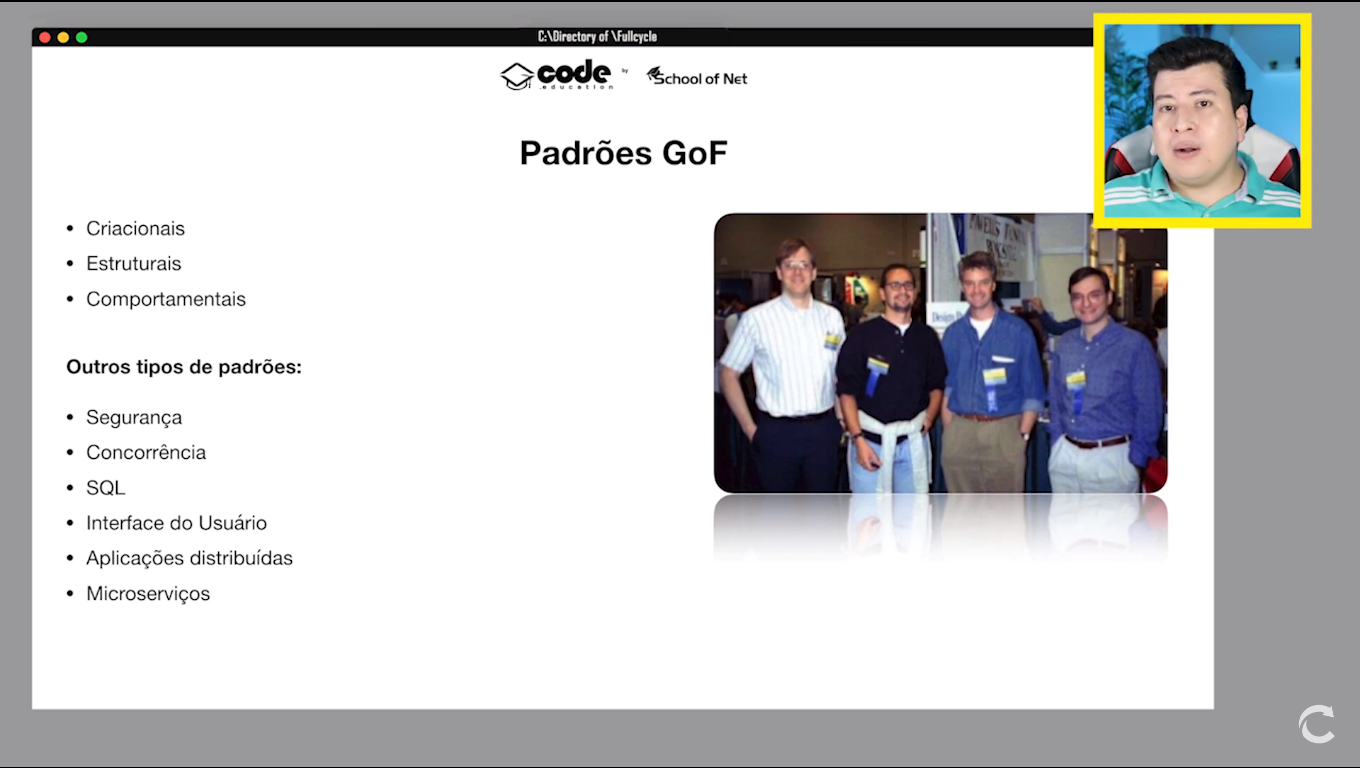 C:\Directory of \Fullcycle
code
.education
by
School of Net
Padrões GoF
• Criacionais
• Estruturais
• Comportamentais
Outros tipos de padrões:
• Segurança
• Concorrência
• SQL
• Interface do Usuário
• Aplicações distribuídas
• Microserviços